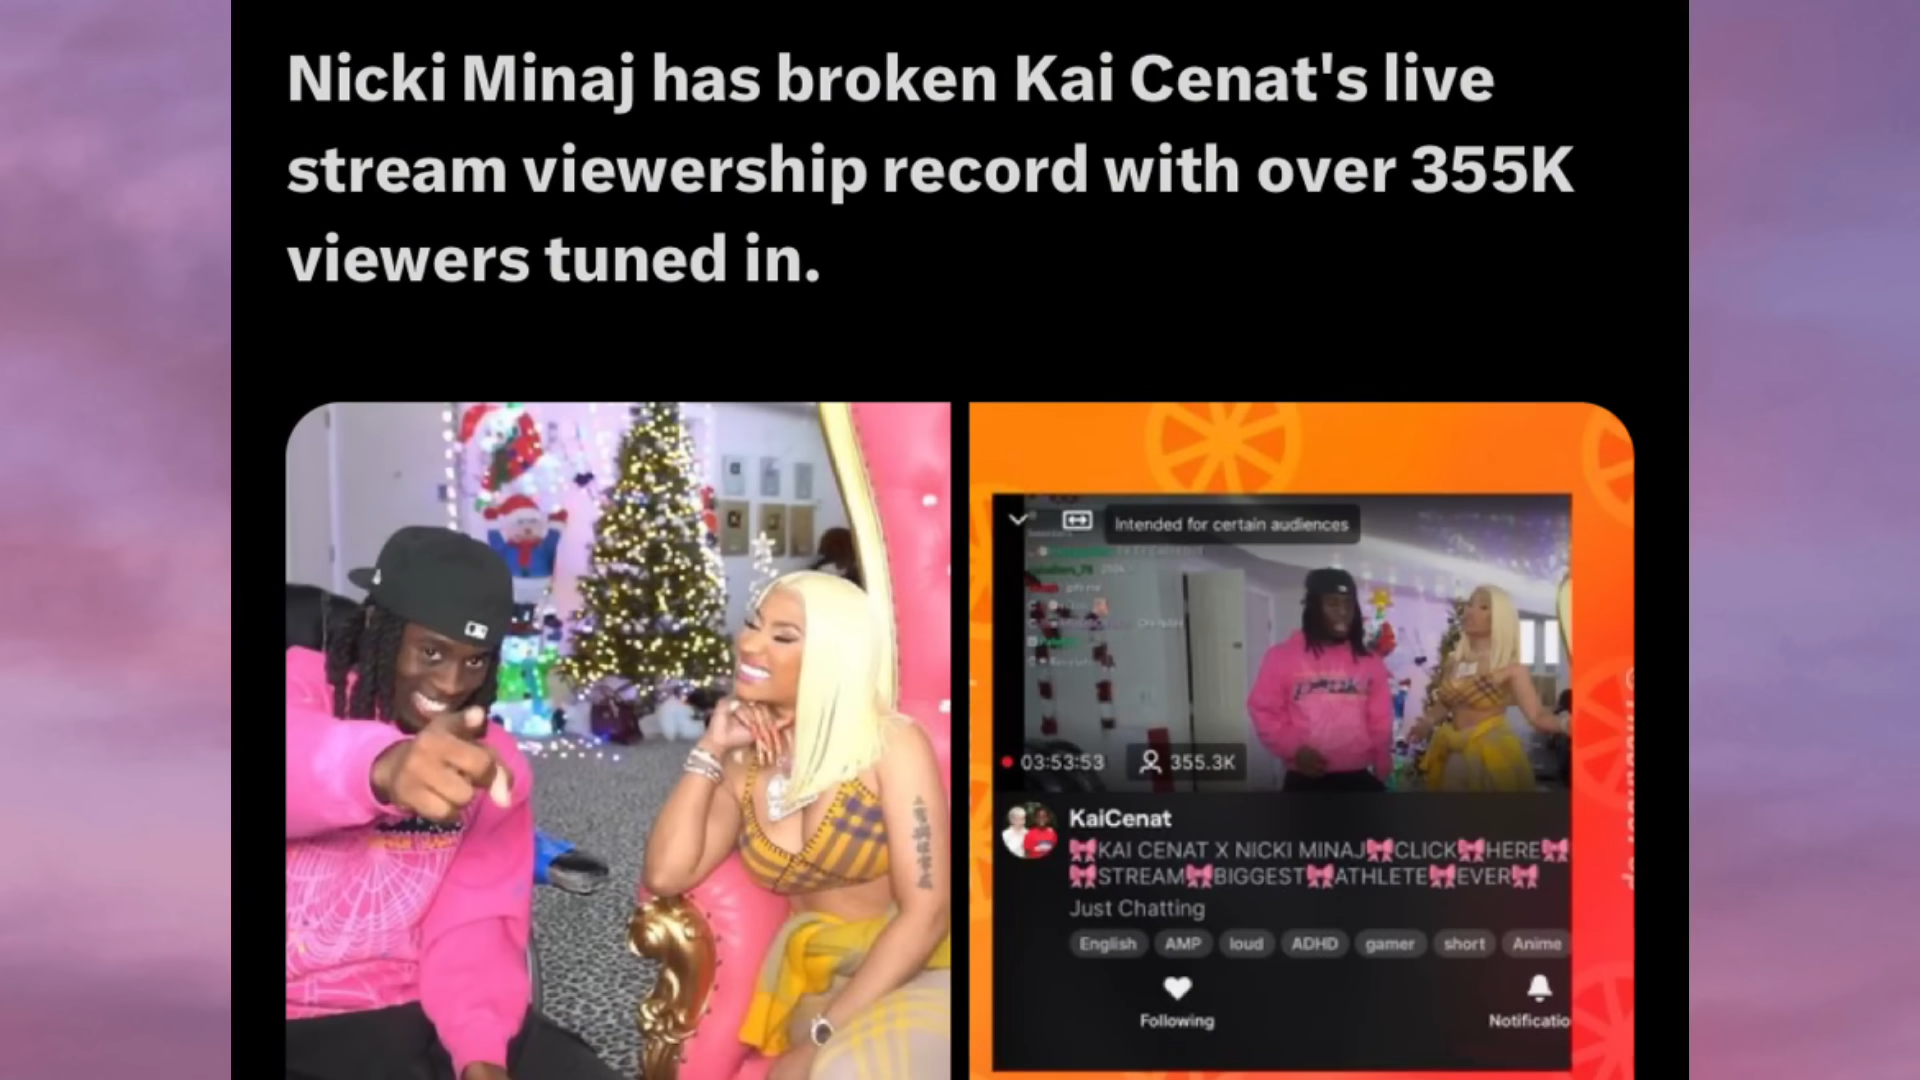 Nicki Minaj has broken Kai Cenat's live
stream viewership record with over 355K
viewers tuned in.
Intended for certain audiences
03:53:53
355.3K
KaiCenat
KAI CENAT X NICKI MINAJ🎀CLICK🎀HERE🎀
🎀STREAM🎀BIGGEST🎀ATHLETE🎀EVER🎀
Just Chatting
English AMP loud ADHD gamer short Anime
Following
Notificatio